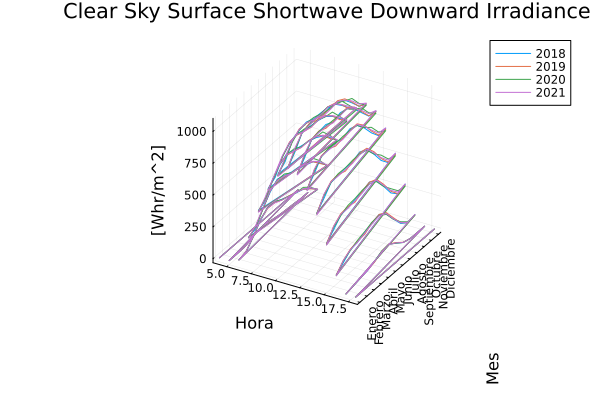 Clear Sky Surface Shortwave Downward Irradiance
2018
2019
2020
2021
1000
750
500
250
0
[Whr/m^2]
5.0
7.5
10.0
12.5
15.0
17.5
Hora
Enero
Febrero
Marzo
Abril
Mayo
Junio
Julio
Agosto
Septiembre
Octubre
Noviembre
Diciembre
Mes